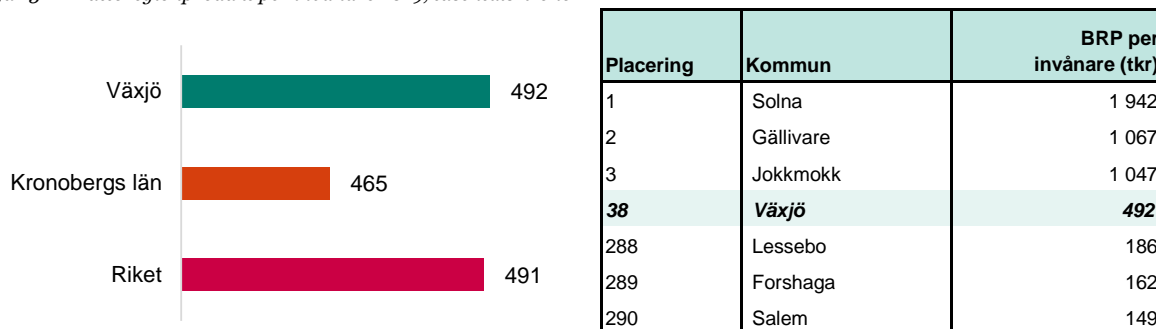 Växjö 492
Kronobergs län 465
Riket 491
Placering Kommun BRP per invånare (tkr)
1 Solna 1 942
2 Gällivare 1 067
3 Jokkmokk 1 047
38 Växjö 492
288 Lessebo 186
289 Forshaga 162
290 Salem 149